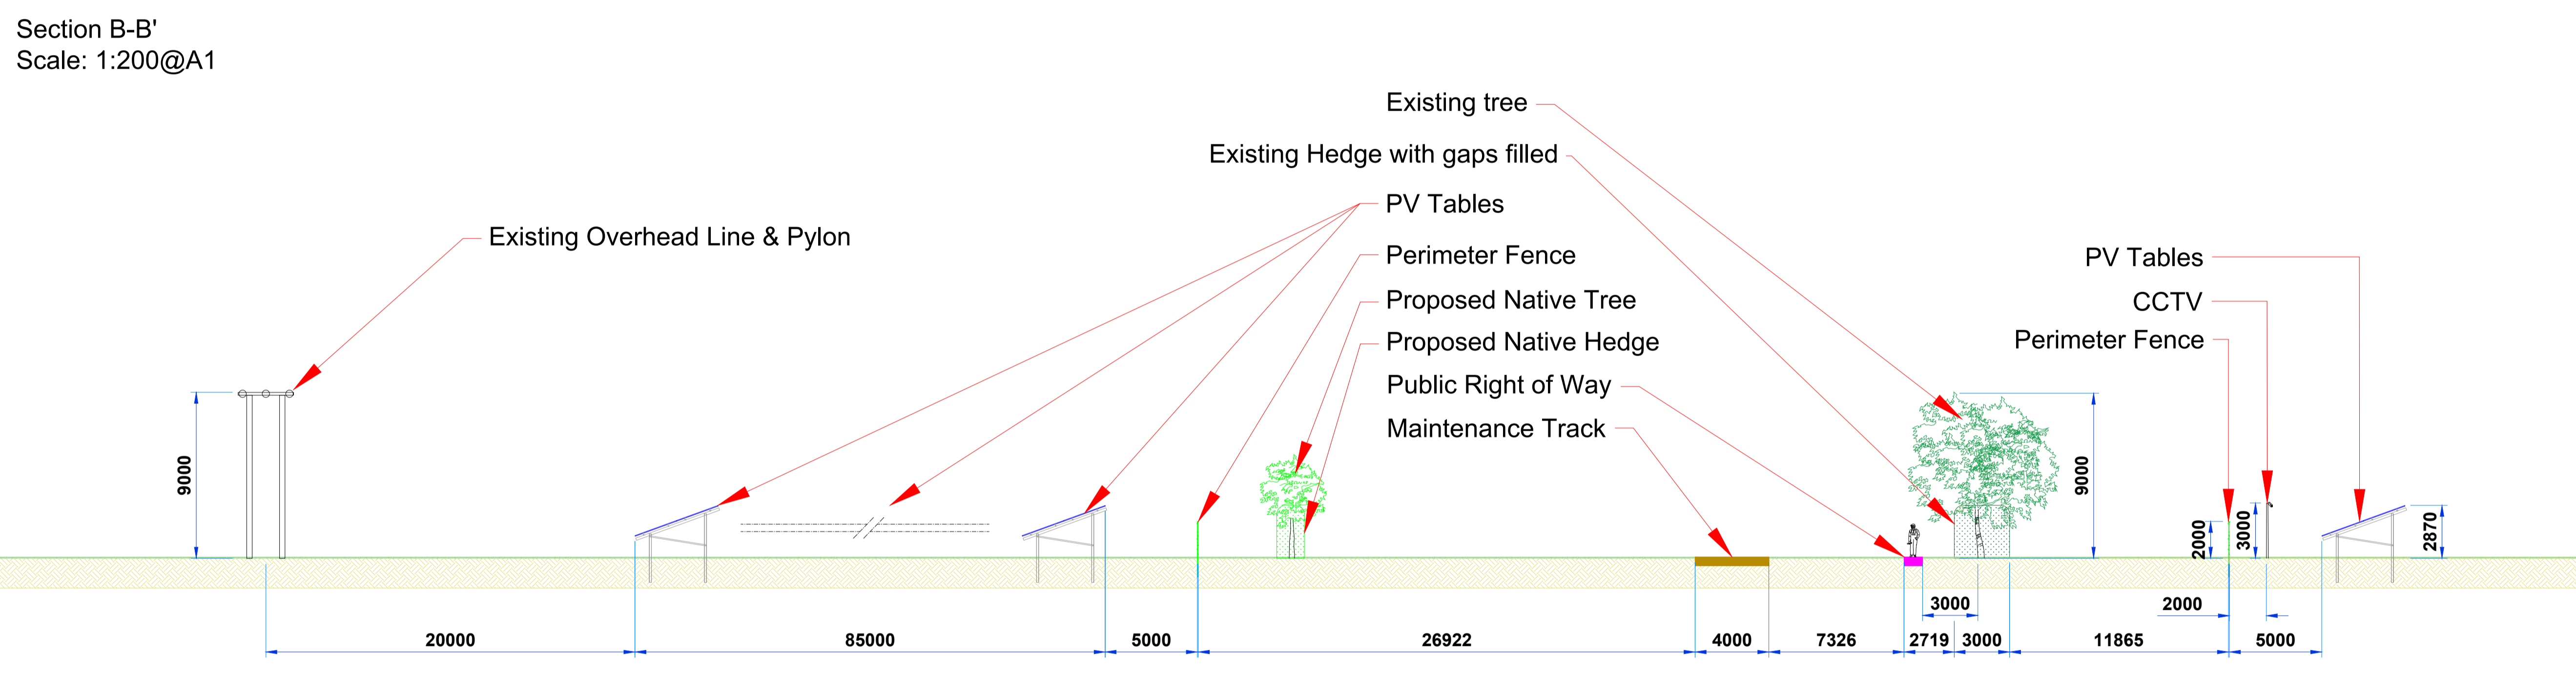 Section B-B'
Scale: 1:200@A1
Existing tree
Existing Hedge with gaps filled
PV Tables
Existing Overhead Line & Pylon
Perimeter Fence
PV Tables
Proposed Native Tree
CCTV
Proposed Native Hedge
Perimeter Fence
Public Right of Way
Maintenance Track
9000
9000
2000
3000
2870
3000
2000
20000
85000
5000
26922
4000
7326
2719
3000
11865
5000